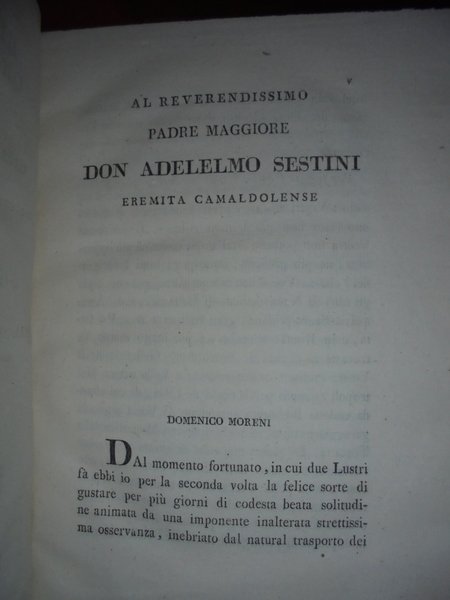 AL REVERENDISSIMO
PADRE MAGGIORE
DON ADELELMO SESTINI
EREMITA CAMALDOLENSE
DOMENICO MORENI
DAl momento fortunato, in cui due Lustri
fà ebbi io per la seconda volta la felice sorte di
gustare per più giorni di codesta beata solitudi-
ne animata da una imponente inalterata strettissi-
ma osservanza, inebriato dal natural trasporto dei